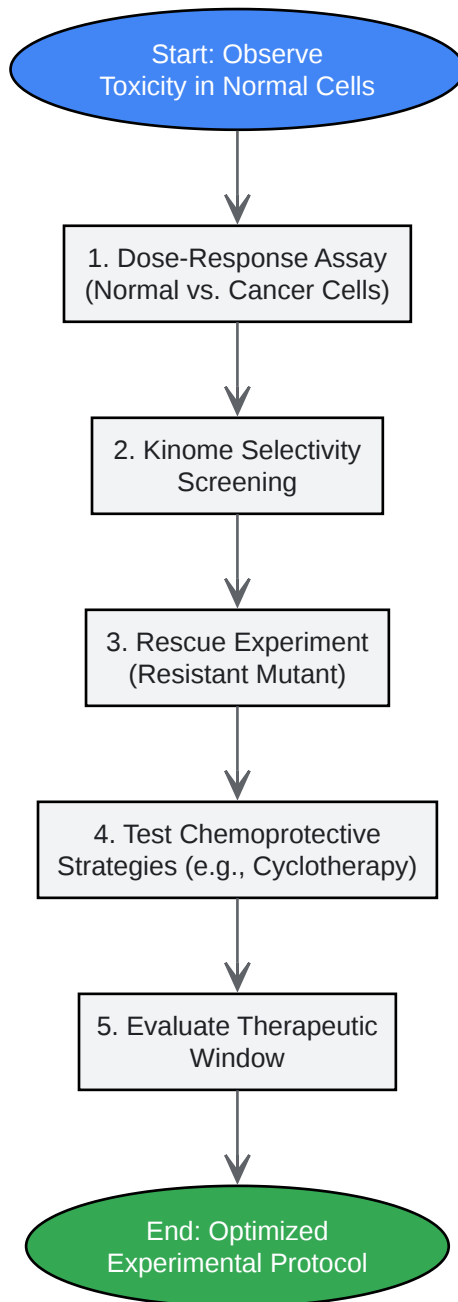 Start: Observe
Toxicity in Normal Cells
1. Dose-Response Assay
(Normal vs. Cancer Cells)
2. Kinome Selectivity
Screening
3. Rescue Experiment
(Resistant Mutant)
4. Test Chemoprotective
Strategies (e.g., Cyclotherapy)
5. Evaluate Therapeutic
Window
End: Optimized
Experimental Protocol